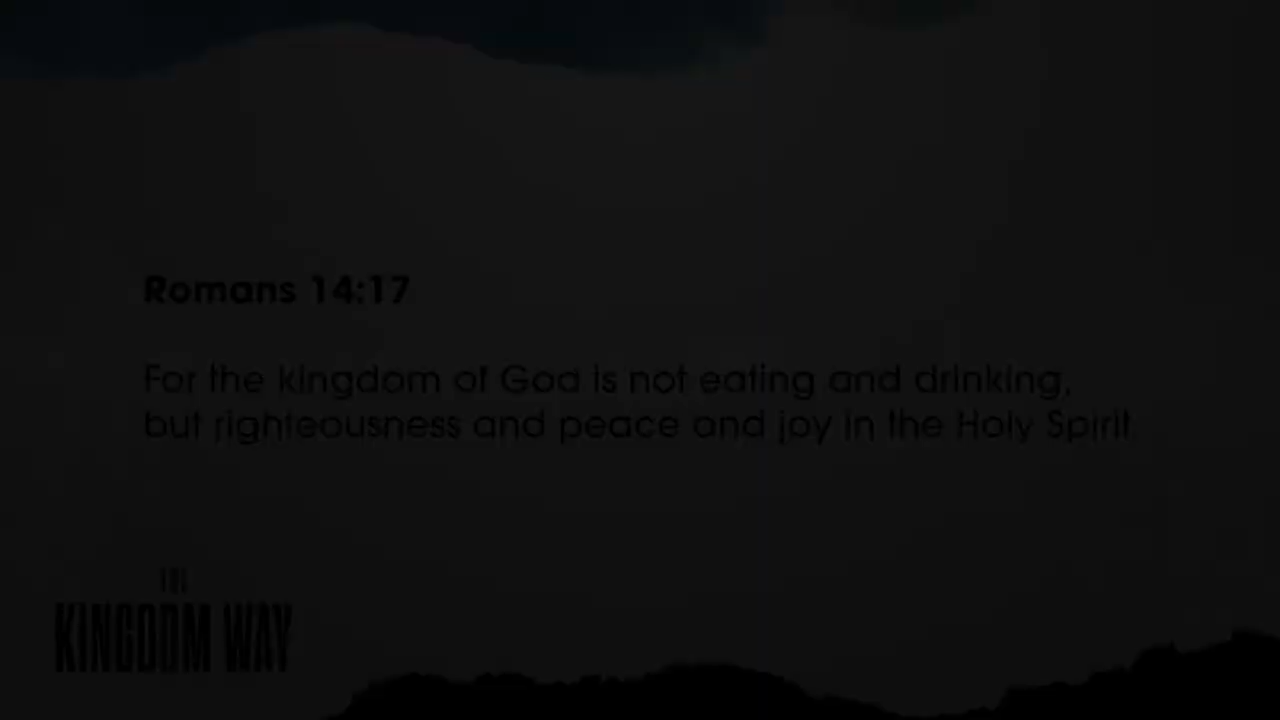 Romans 14:17
For the kingdom of God is not eating and drinking,
but righteousness and peace and joy in the Holy Spirit.
THE
KINGDOM WAY